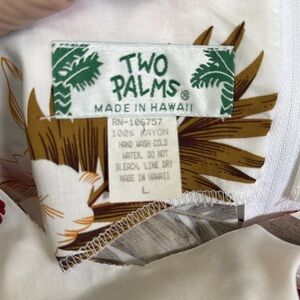 TWO
PALMS®
MADE IN HAWAII
RN-106757
100% RAYON
HAND WASH COLD
WATER, DO NOT
BLEACH, LINE DRY
MADE IN HAWAII
L